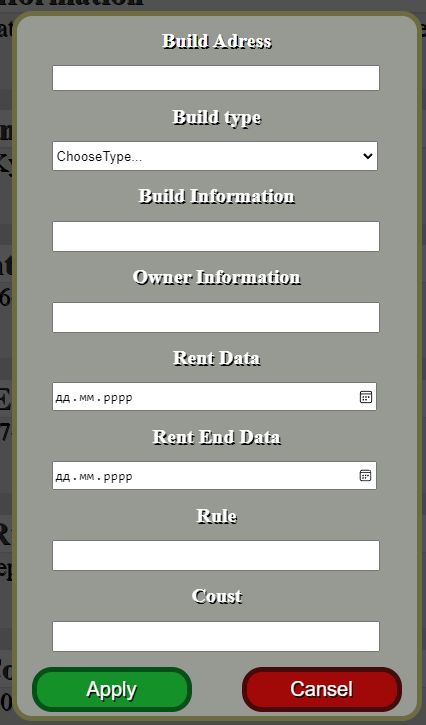 nformation
Build Adress
Build type
ChooseType...
Build Information
Owner Information
Rent Data
дд.мм.рррр
Rent End Data
дд.мм.рррр
Rule
Coust
Apply
Cansel